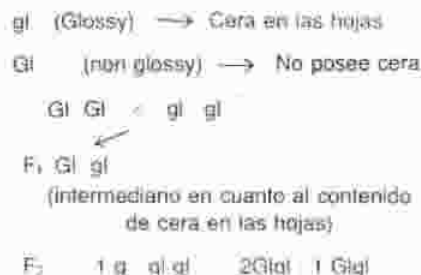 gl (Glossy) → Cera en las hojas
Gl (non glossy) → No posee cera
Gl Gl × gl gl
F₁ Gl gl
(intermediano en cuanto al contenido
de cera en las hojas)
F₂ 1 g gl gl 2Glgl 1 Glgl